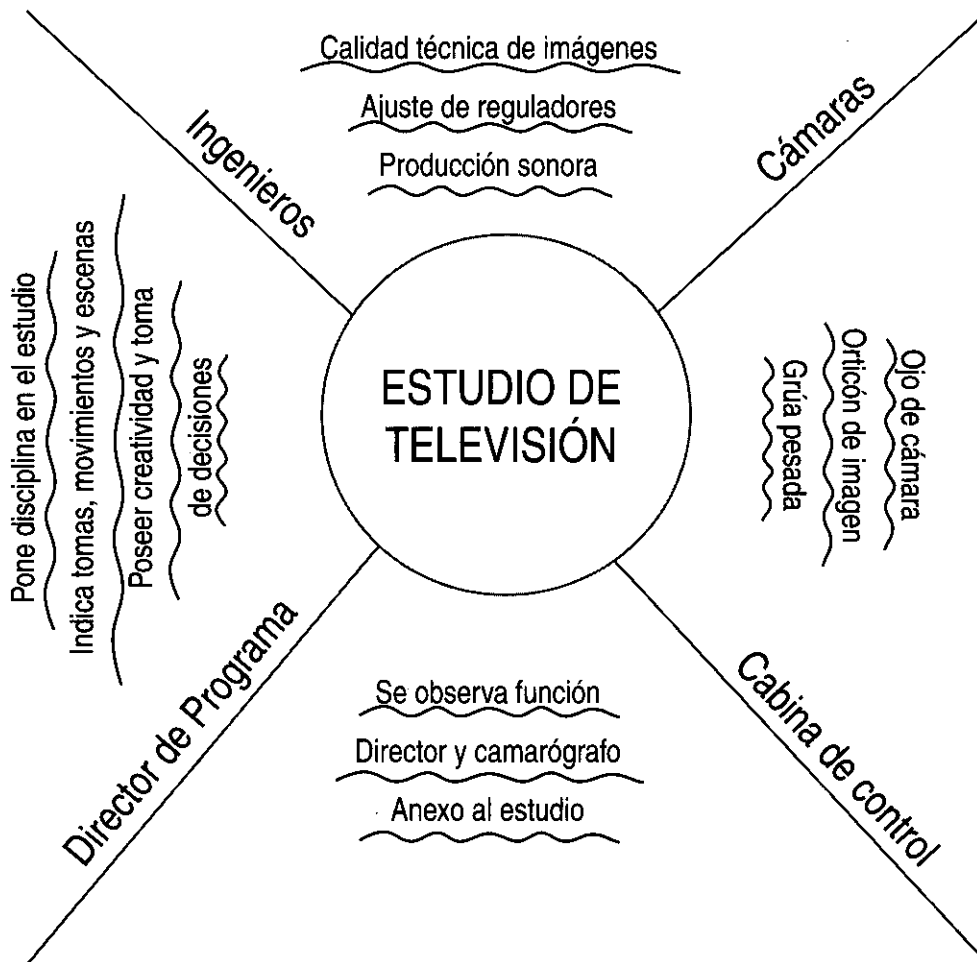 Calidad técnica de imágenes
Ajuste de reguladores
Producción sonora
Ingenieros
Cámaras
Pone disciplina en el estudio
Indica tomas, movimientos y escenas
Poseer creatividad y toma
de decisiones
ESTUDIO DE
TELEVISIÓN
Ojo de cámara
Orticón de imagen
Grúa pesada
Director de Programa
Se observa función
Director y camarógrafo
Anexo al estudio
Cabina de control